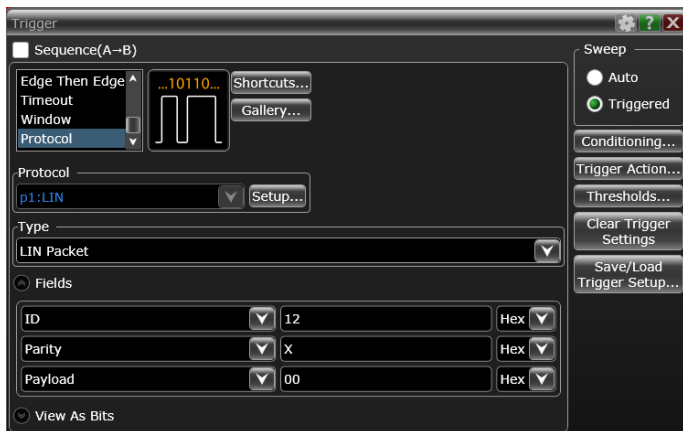 Trigger
?
X
Sequence(A→B)
Edge Then Edge
Timeout
Window
Protocol
...10110...
Shortcuts...
Gallery...
Protocol
p1:LIN
Setup...
Type
LIN Packet
Fields
ID
12
Hex
Parity
X
Hex
Payload
00
Hex
View As Bits
Sweep
Auto
Triggered
Conditioning...
Trigger Action...
Thresholds...
Clear Trigger
Settings
Save/Load
Trigger Setup...